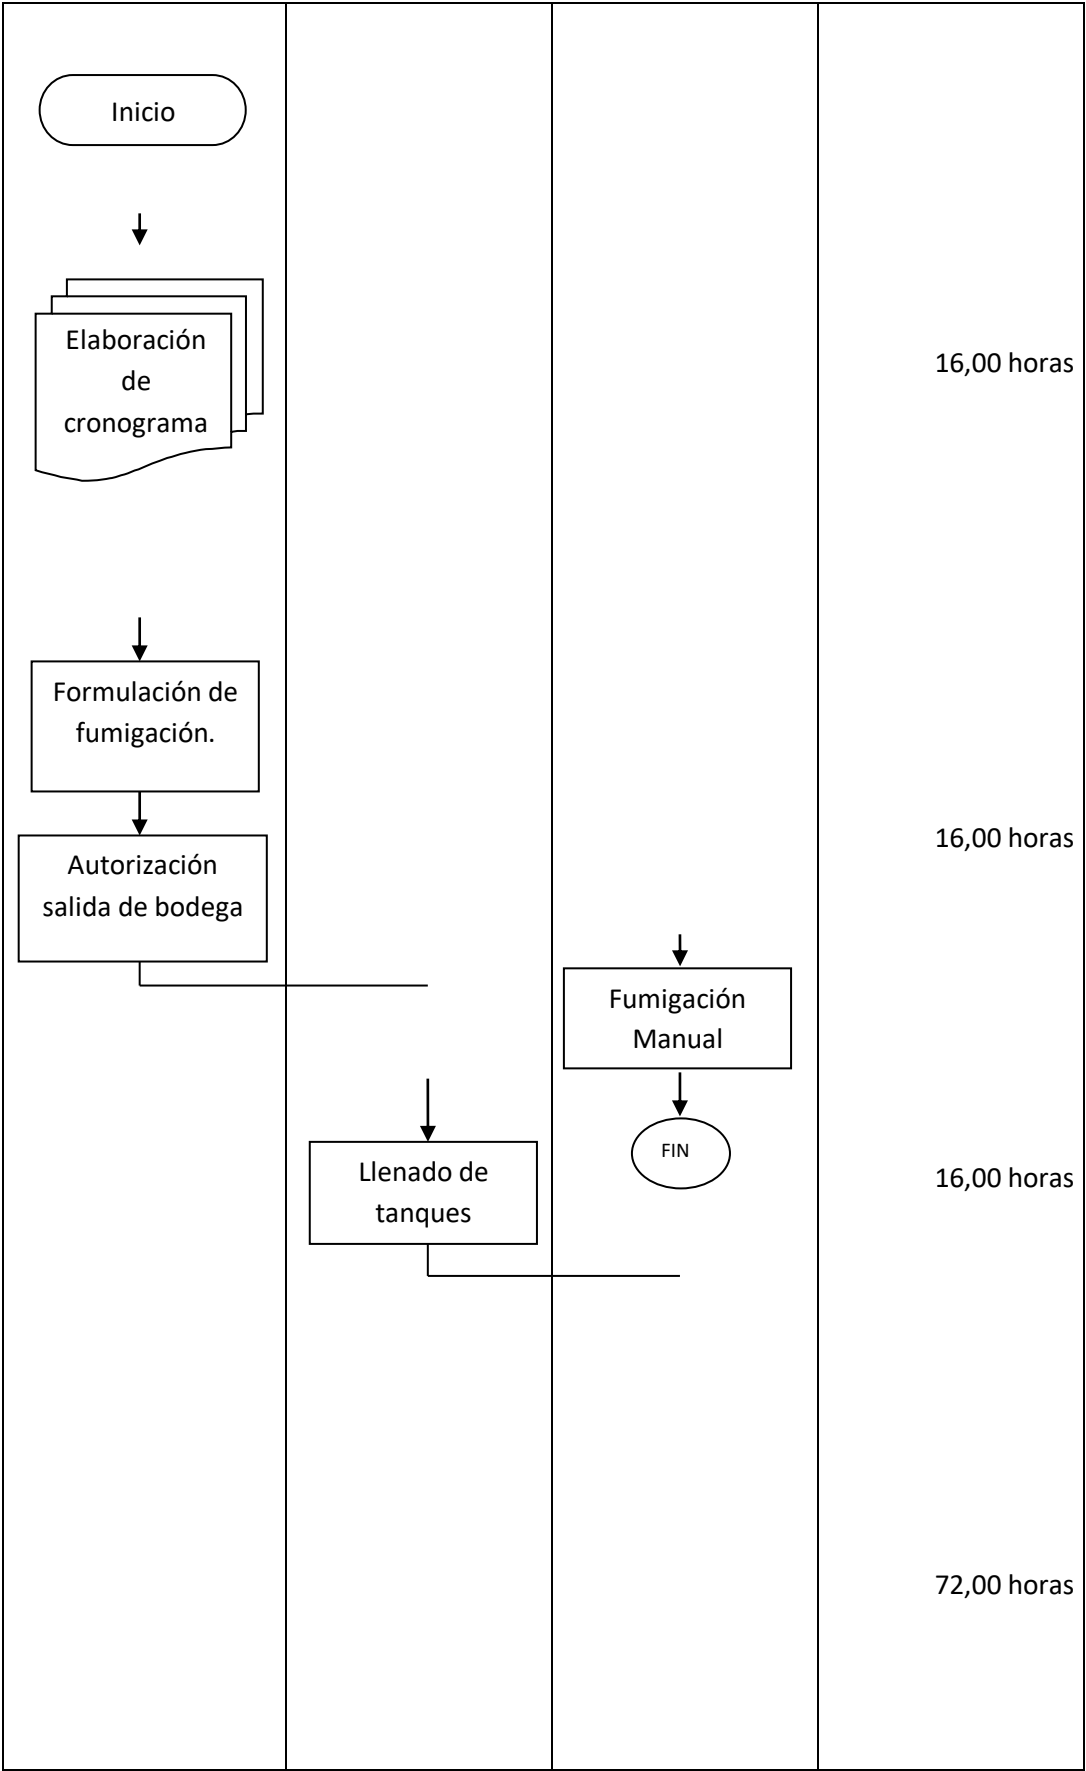 Inicio
Elaboración
de
cronograma
16,00 horas
Formulación de
fumigación.
Autorización
salida de bodega
16,00 horas
Fumigación
Manual
FIN
Llenado de
tanques
16,00 horas
72,00 horas